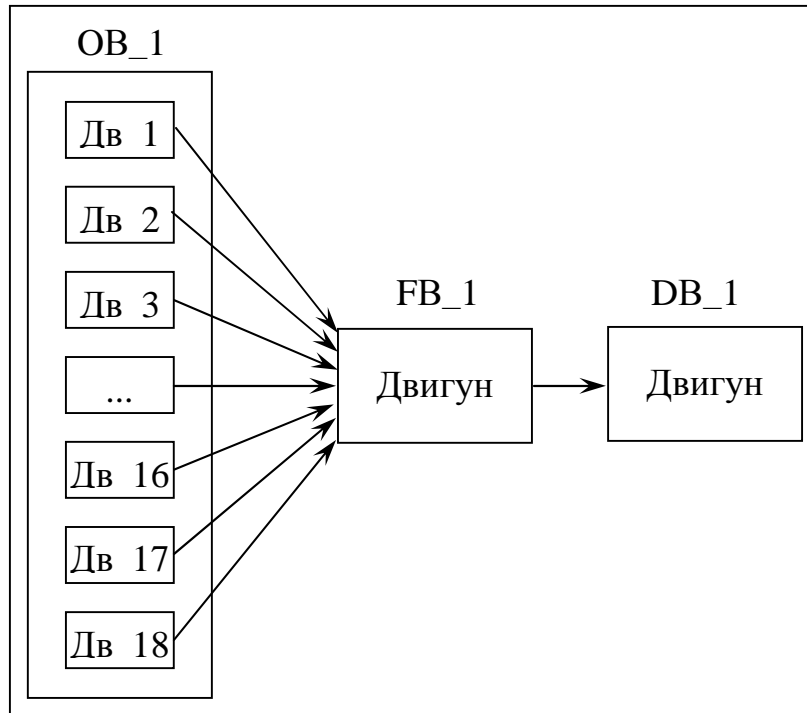 OB_1
Дв 1
Дв 2
Дв 3
...
Дв 16
Дв 17
Дв 18
FB_1
Двигун
DB_1
Двигун